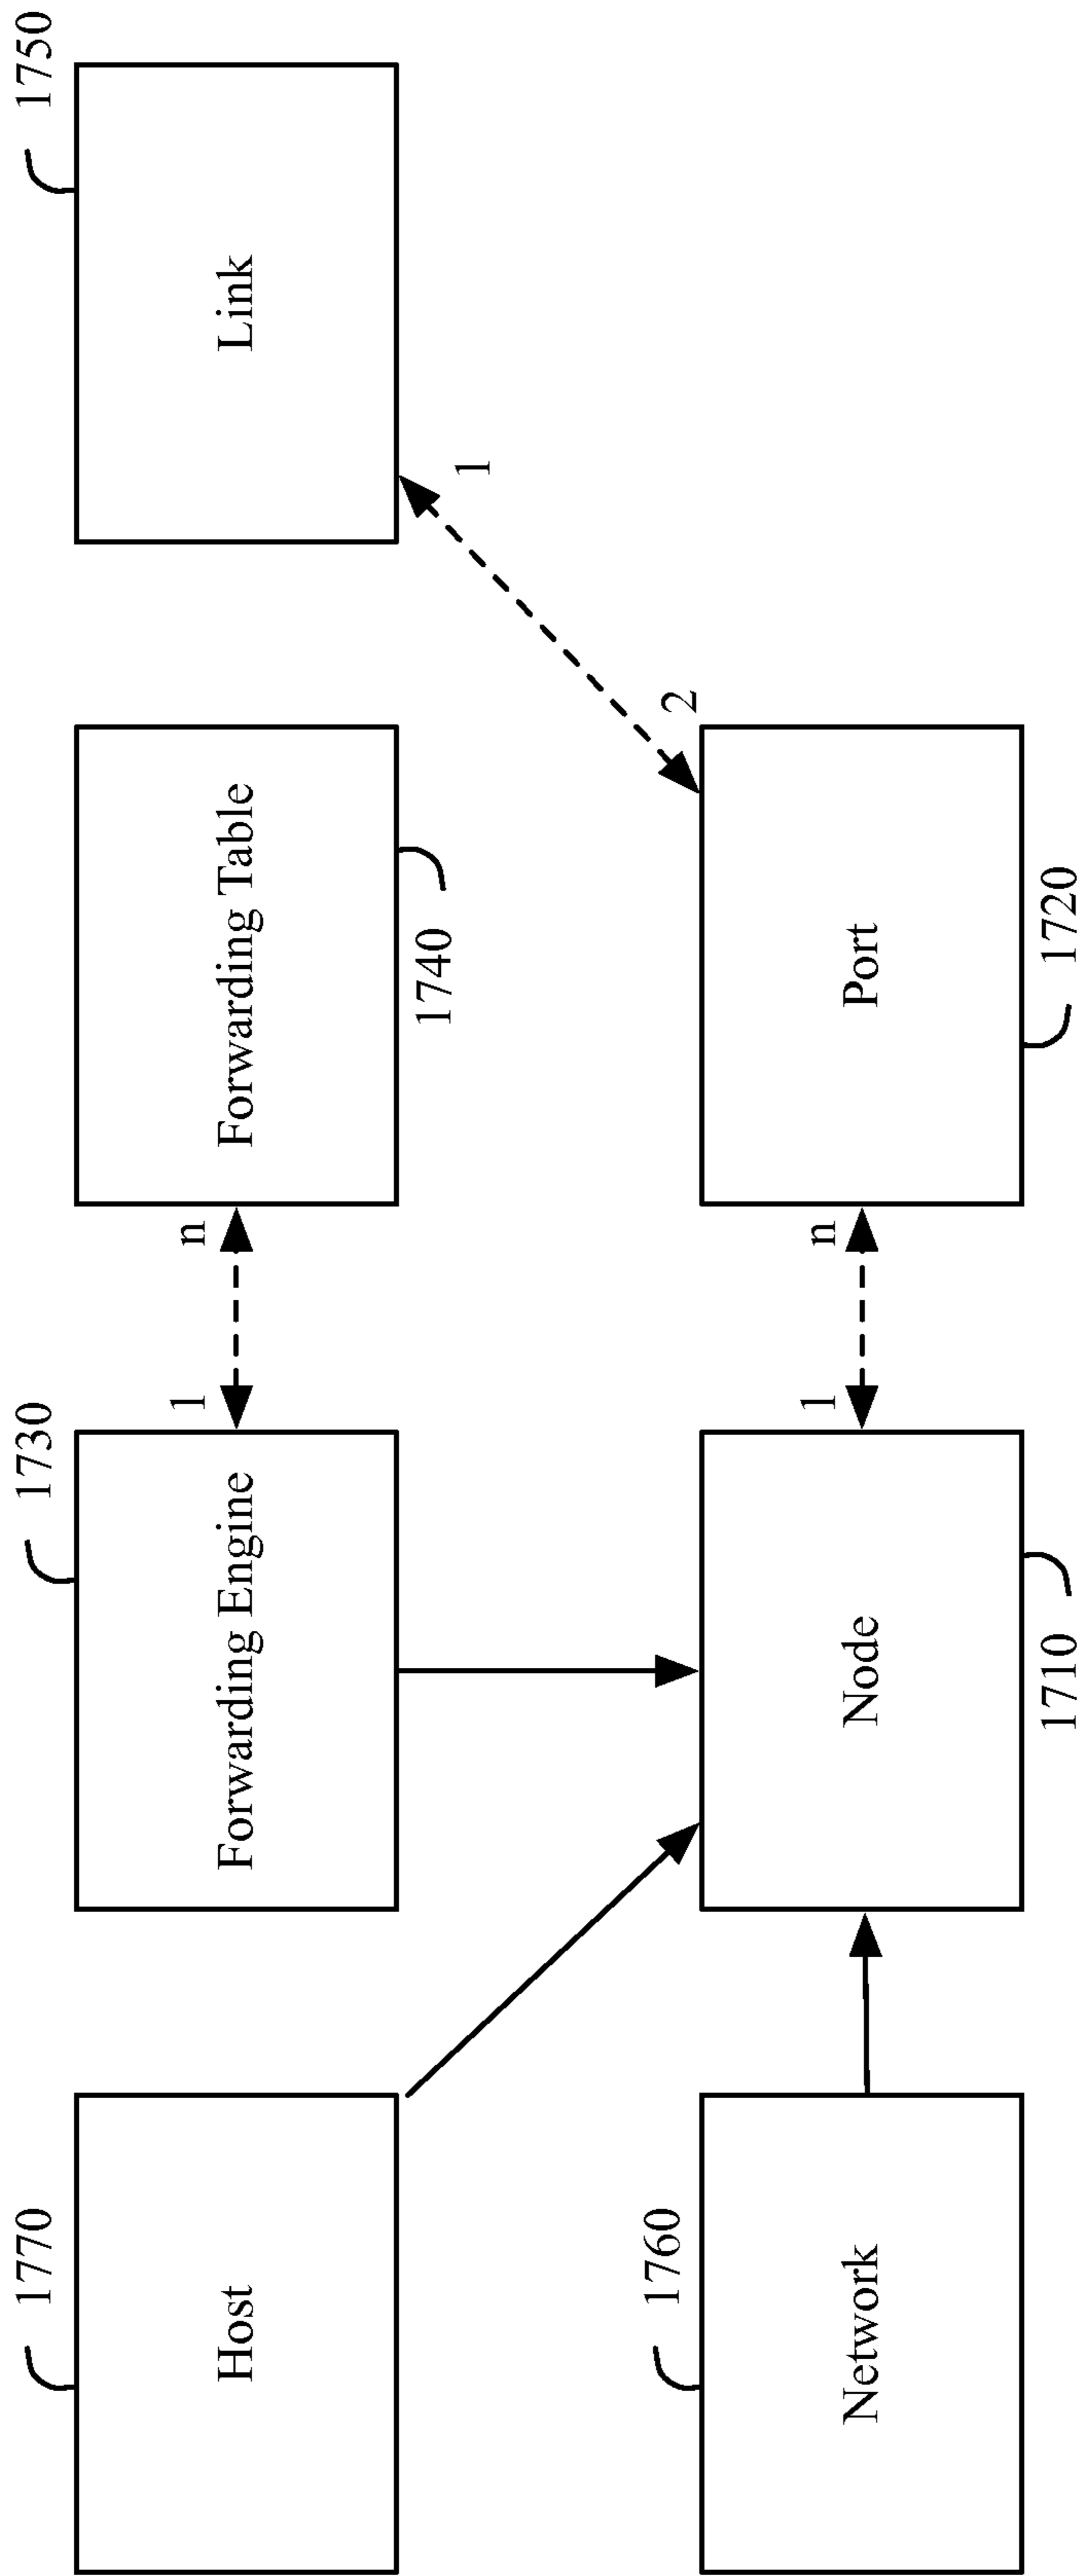 1770
1730
1750
Host
Forwarding Engine
1
n
Forwarding Table
Link
1740
1
2
1760
Network
Node
1
n
Port
1710
1720